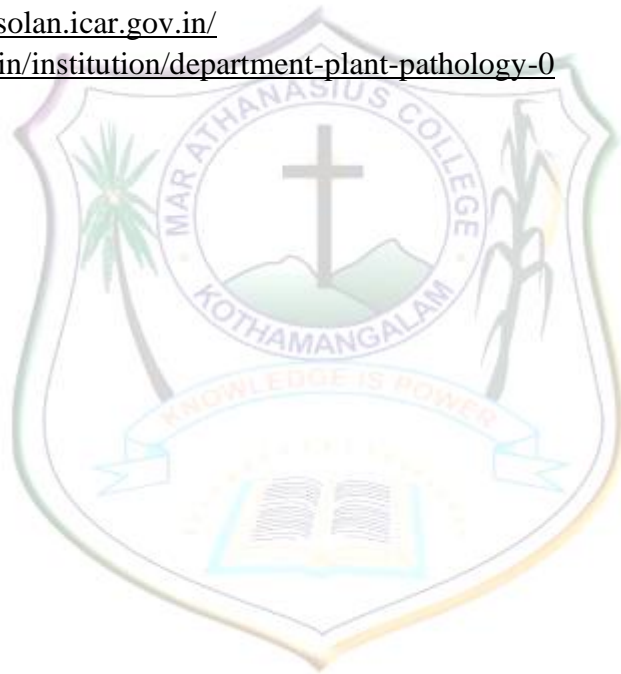 solan.icar.gov.in/
in/institution/department-plant-pathology-0
MAR ATHANASIUS COLLEGE
KOTHAMANGALAM
KNOWLEDGE IS POWER